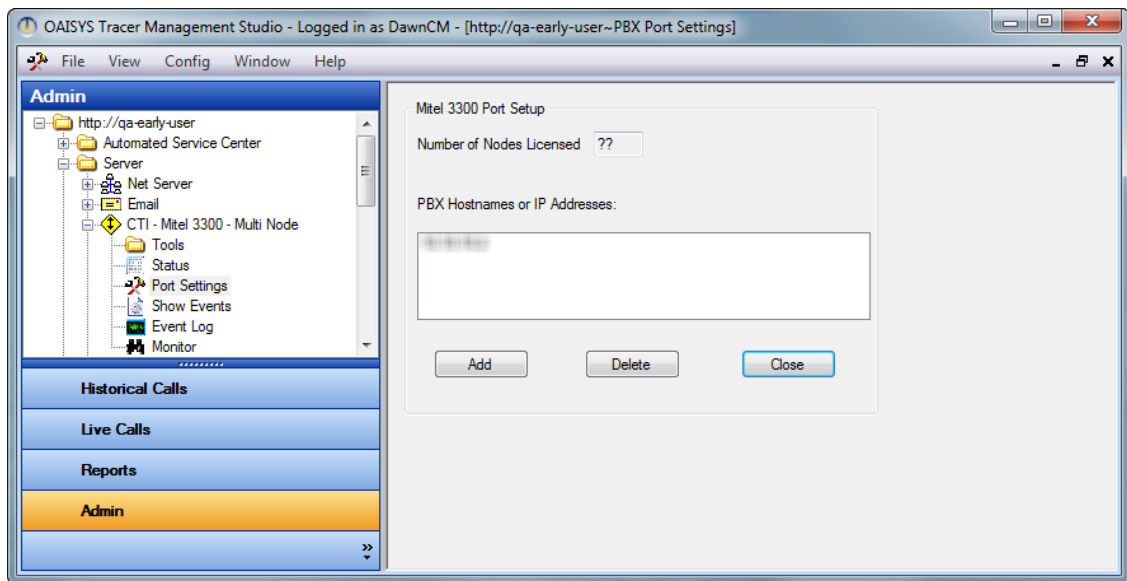 OAISYS Tracer Management Studio - Logged in as DawnCM - [http://qa-early-user~PBX Port Settings]
File View Config Window Help
Admin
http://qa-early-user
Automated Service Center
Server
Net Server
Email
CTI - Mitel 3300 - Multi Node
Tools
Status
Port Settings
Show Events
Event Log
Monitor
Historical Calls
Live Calls
Reports
Admin
Mitel 3300 Port Setup
Number of Nodes Licensed ??
PBX Hostnames or IP Addresses:
Add Delete Close